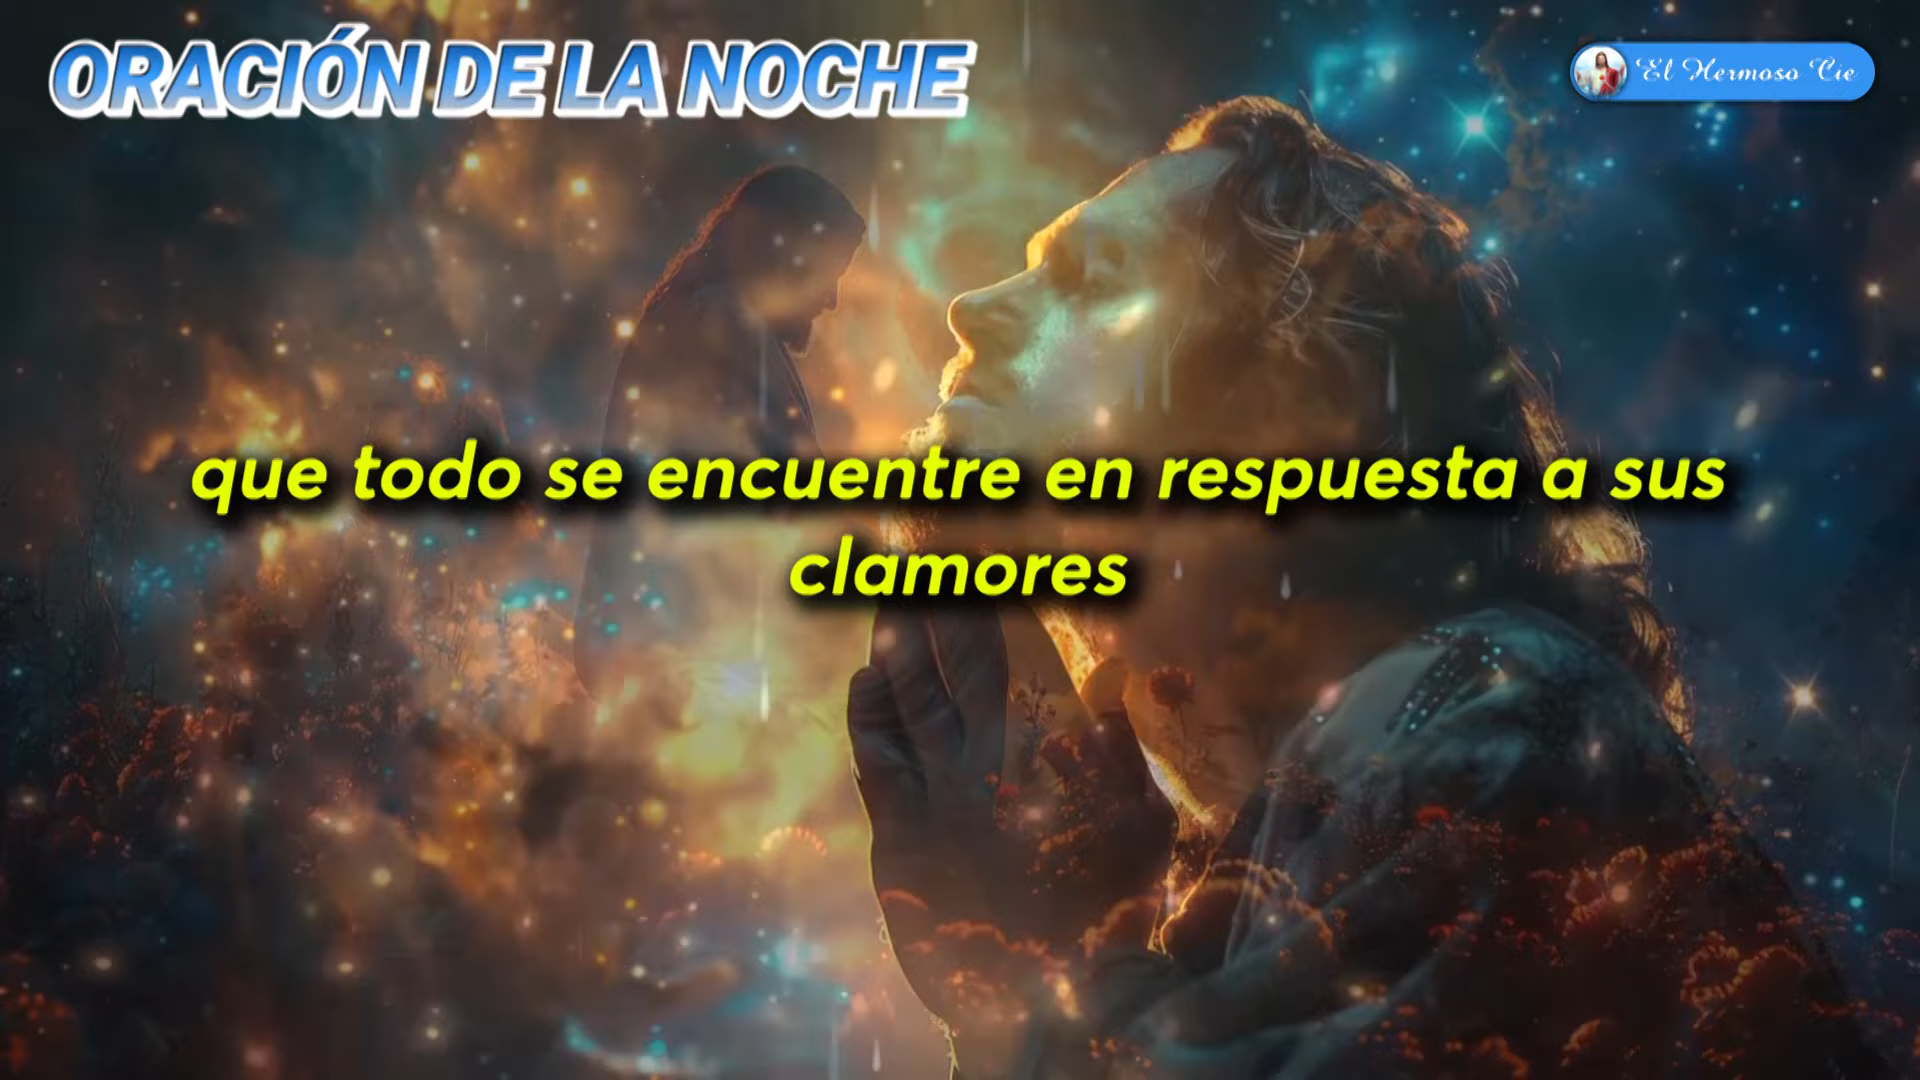 ORACIÓN DE LA NOCHE
El Hermoso Cie
que todo se encuentre en respuesta a sus
clamores